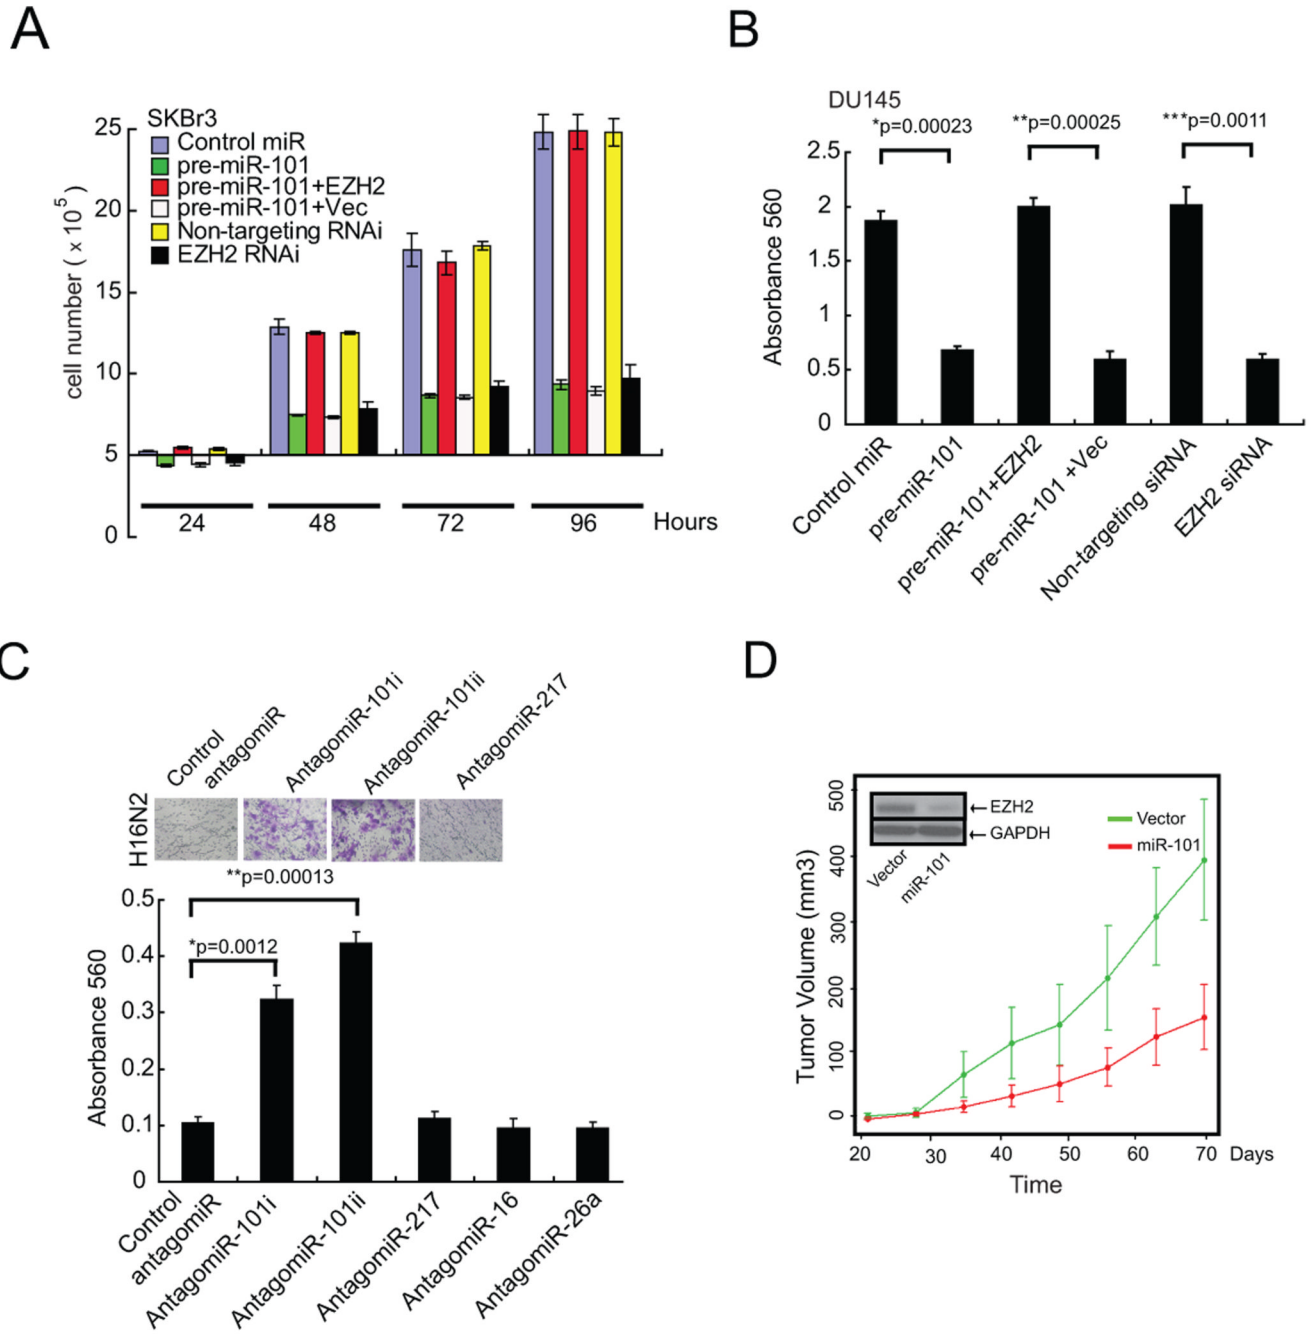 A
SKBr3
Control miR
pre-miR-101
pre-miR-101+EZH2
pre-miR-101+Vec
Non-targeting RNAi
EZH2 RNAi
cell number ( x 10⁵)
25
20
15
10
5
0
24 48 72 96 Hours
B
DU145
*p=0.00023 **p=0.00025 ***p=0.0011
Absorbance 560
2.5
2
1.5
1
0.5
0
Control miR
pre-miR-101
pre-miR-101+EZH2
pre-miR-101 +Vec
Non-targeting siRNA
EZH2 siRNA
C
Control
antagomiR
AntagomiR-101i
AntagomiR-101ii
AntagomiR-217
H16N2
**p=0.00013
*p=0.0012
Absorbance 560
0.5
0.4
0.3
0.2
0.1
0
Control
antagomiR
AntagomiR-101i
AntagomiR-101ii
AntagomiR-217
AntagomiR-16
AntagomiR-26a
D
EZH2
GAPDH
Vector
miR-101
Vector
miR-101
Tumor Volume (mm3)
500
400
300
200
100
0
20 30 40 50 60 70 Days
Time